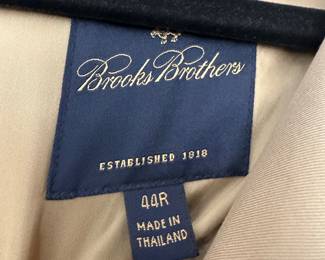 Brooks Brothers
ESTABLISHED 1818
44R
MADE IN
THAILAND